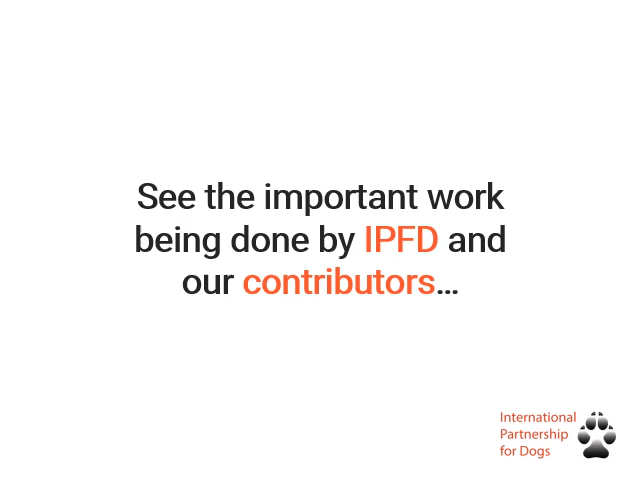 See the important work
being done by IPFD and
our contributors...
International
Partnership
for Dogs